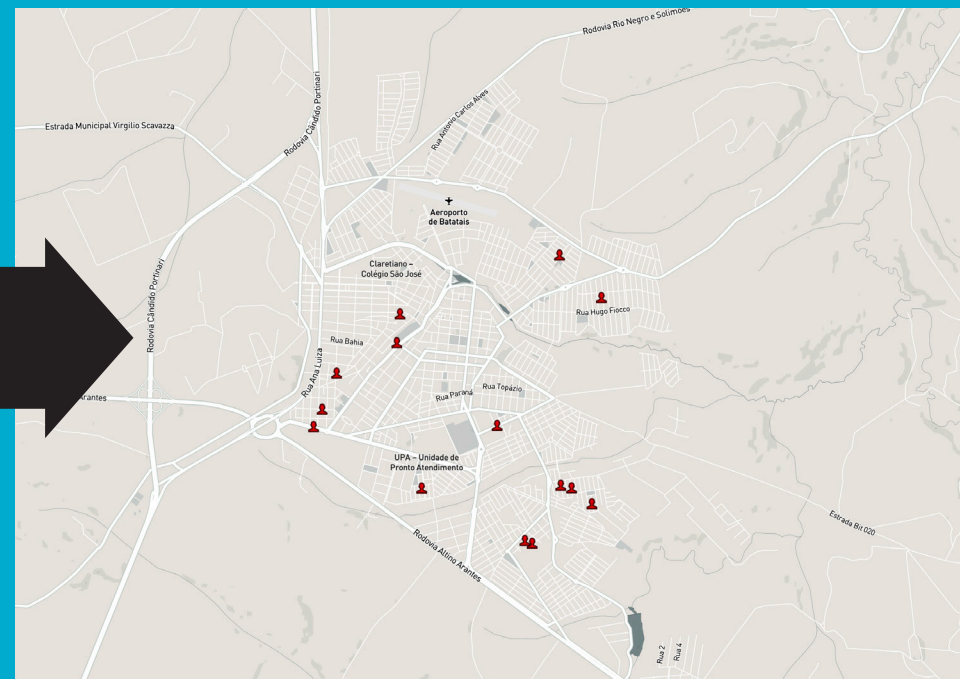 Rodovia Rio Negro e Solimões
Rodovia Cândido Portinari
Rua Antonio Carlos Alves
Estrada Municipal Virgilio Scavazza
Aeroporto
de Batatais
Claretiano –
Colégio São José
Rodovia Cândido Portinari
Rua Hugo Fiocco
Rua Bahia
Rua Ana Luiza
Rua Topázio
Rua Paraná
Arantes
UPA – Unidade de
Pronto Atendimento
Estrada Bit 020
Rodovia Altino Arantes
Rua 2
Rua 4